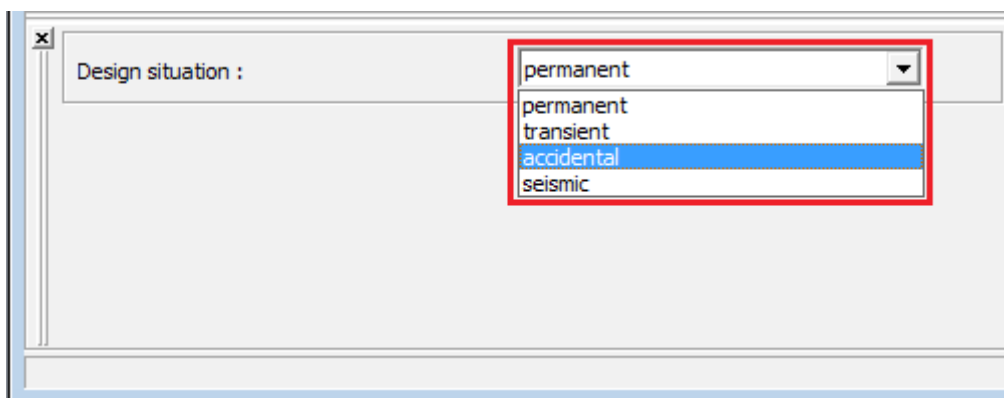 Design situation :
permanent
permanent
transient
accidental
seismic